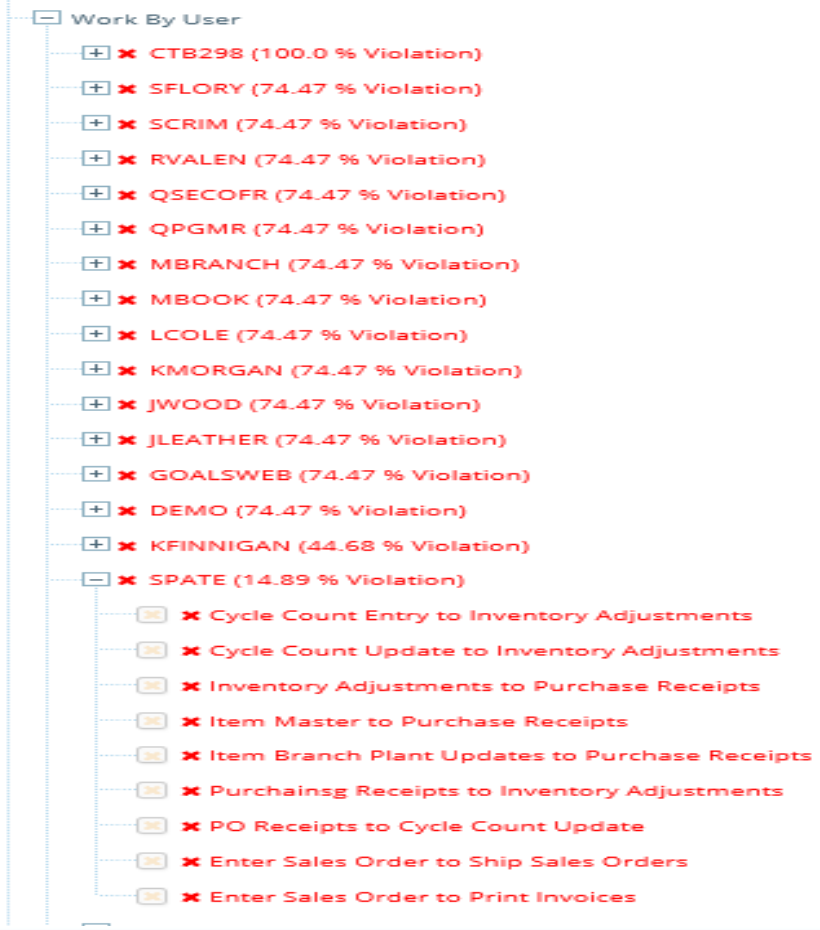 Work By User
CTB298 (100.0 % Violation)
SFLORY (74.47 % Violation)
SCRIM (74.47 % Violation)
RVALEN (74.47 % Violation)
QSECOFR (74.47 % Violation)
QPGMR (74.47 % Violation)
MBRANCH (74.47 % Violation)
MBOOK (74.47 % Violation)
LCOLE (74.47 % Violation)
KMORGAN (74.47 % Violation)
JWOOD (74.47 % Violation)
JLEATHER (74.47 % Violation)
GOALSWEB (74.47 % Violation)
DEMO (74.47 % Violation)
KFINNIGAN (44.68 % Violation)
SPATE (14.89 % Violation)
Cycle Count Entry to Inventory Adjustments
Cycle Count Update to Inventory Adjustments
Inventory Adjustments to Purchase Receipts
Item Master to Purchase Receipts
Item Branch Plant Updates to Purchase Receipts
Purchainsg Receipts to Inventory Adjustments
PO Receipts to Cycle Count Update
Enter Sales Order to Ship Sales Orders
Enter Sales Order to Print Invoices